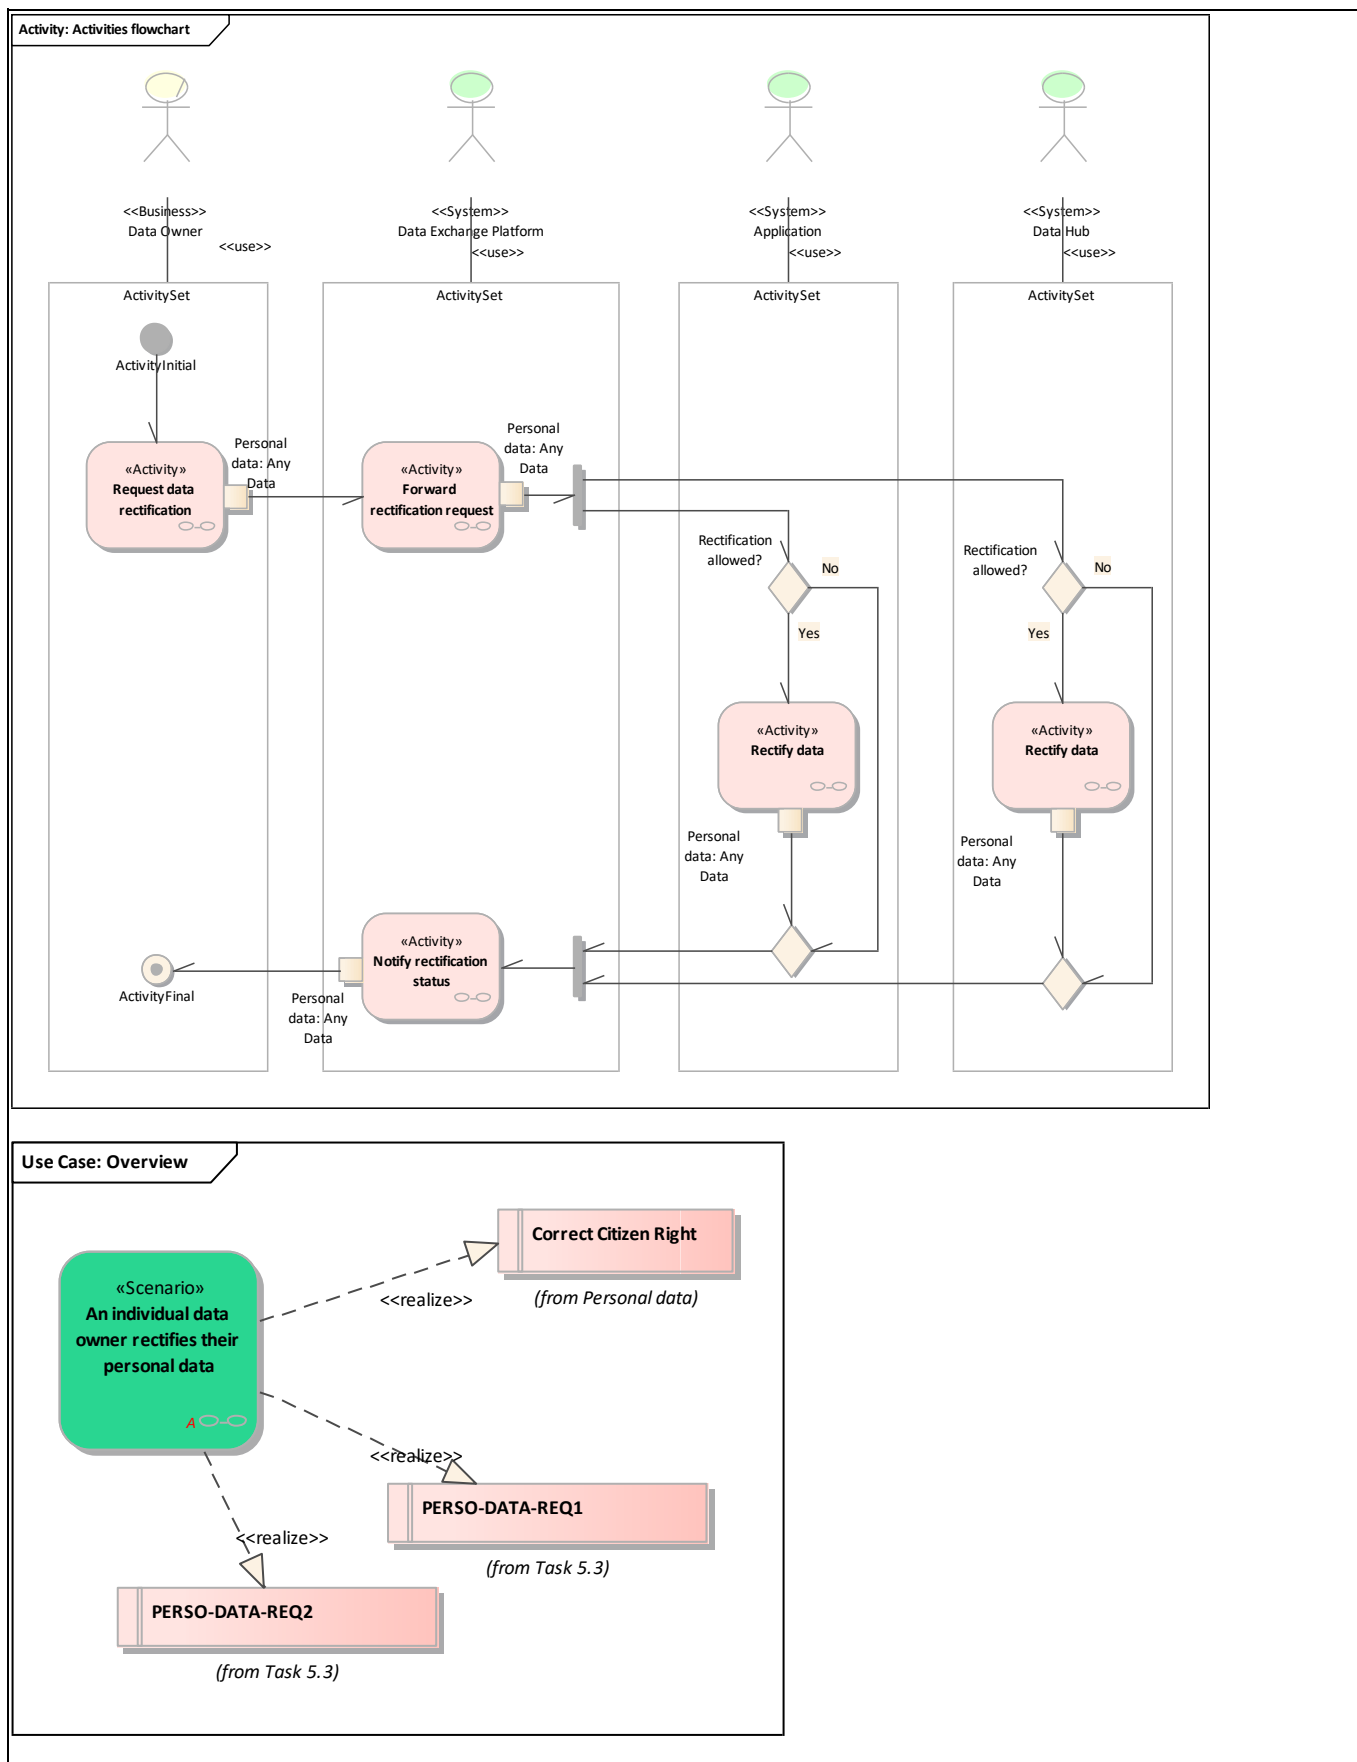 Activity: Activities flowchart
<<Business>>
Data Owner
<<use>>
<<System>>
Data Exchange Platform
<<use>>
<<System>>
Application
<<use>>
<<System>>
Data Hub
<<use>>
ActivitySet
ActivitySet
ActivitySet
ActivitySet
ActivityInitial
«Activity»
Request data
rectification
Personal
data: Any
Data
«Activity»
Forward
rectification request
Personal
data: Any
Data
Rectification
allowed?
No
Yes
Rectification
allowed?
No
Yes
«Activity»
Rectify data
«Activity»
Rectify data
Personal
data: Any
Data
Personal
data: Any
Data
«Activity»
Notify rectification
status
Personal
data: Any
Data
ActivityFinal
Use Case: Overview
«Scenario»
An individual data
owner rectifies their
personal data
A
Correct Citizen Right
(from Personal data)
<<realize>>
<<realize>>
PERSO-DATA-REQ1
(from Task 5.3)
<<realize>>
PERSO-DATA-REQ2
(from Task 5.3)